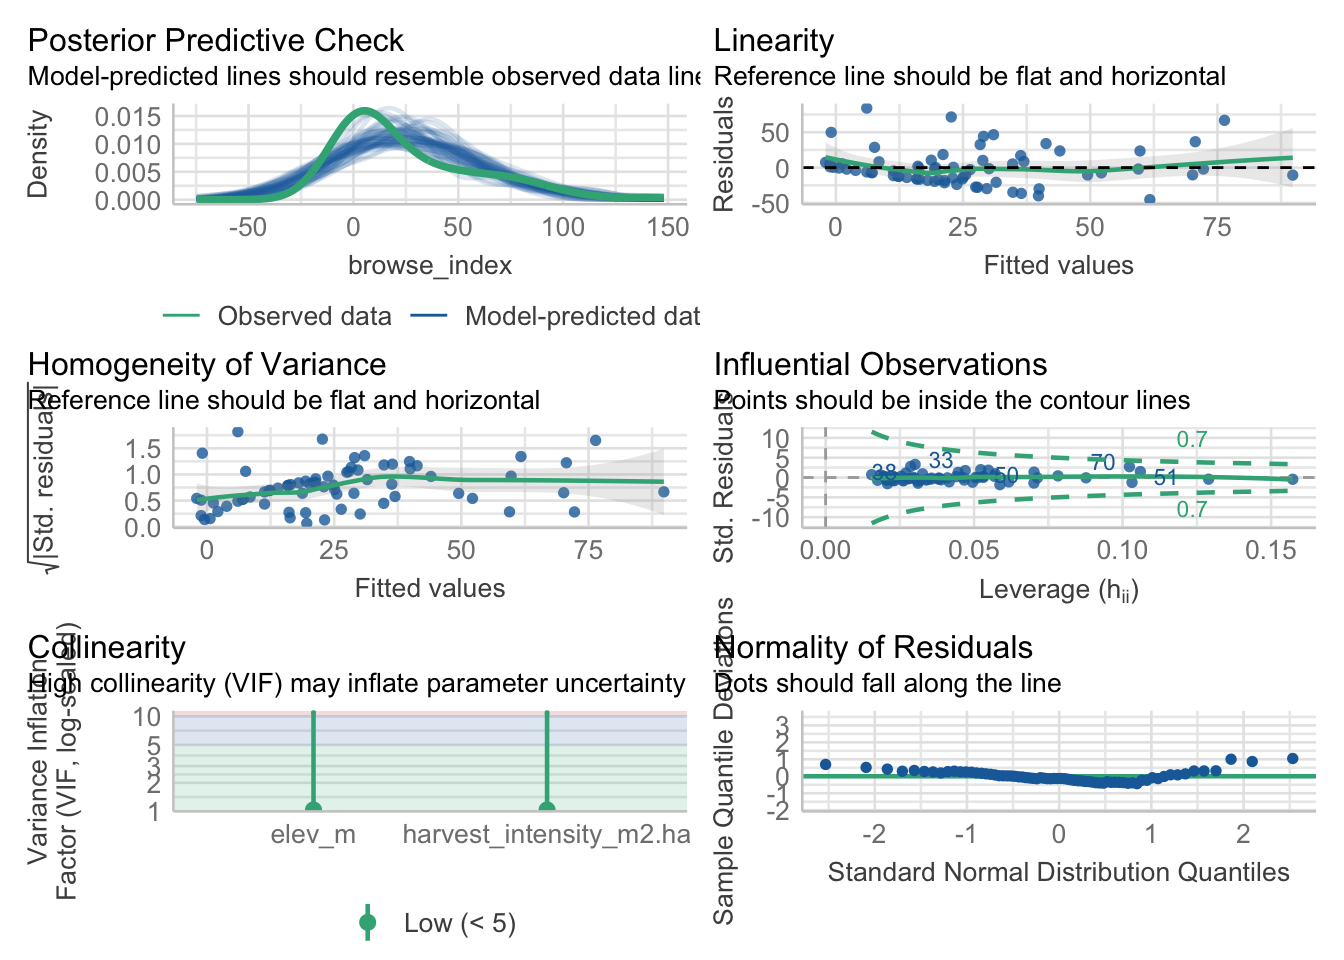 Posterior Predictive Check
Model-predicted lines should resemble observed data line
Density
0.015
0.010
0.005
0.000
-50
0
50
100
150
browse_index
Observed data
Model-predicted dat
Linearity
Reference line should be flat and horizontal
Residuals
50
0
-50
0
25
50
75
Fitted values
Homogeneity of Variance
Reference line should be flat and horizontal
√|Std. residuals|
1.5
1.0
0.5
0.0
0
25
50
75
Fitted values
Influential Observations
Points should be inside the contour lines
Std. Residuals
10
5
0
-5
-10
0.7
38
33
50
70
51
0.7
0.00
0.05
0.10
0.15
Leverage (hii)
Collinearity
High collinearity (VIF) may inflate parameter uncertainty
Variance Inflation
Factor (VIF, log-scaled)
10
5
3
2
1
elev_m
harvest_intensity_m2.ha
Low (< 5)
Normality of Residuals
Dots should fall along the line
Sample Quantile Deviations
3
2
1
0
-1
-2
-2
-1
0
1
2
Standard Normal Distribution Quantiles